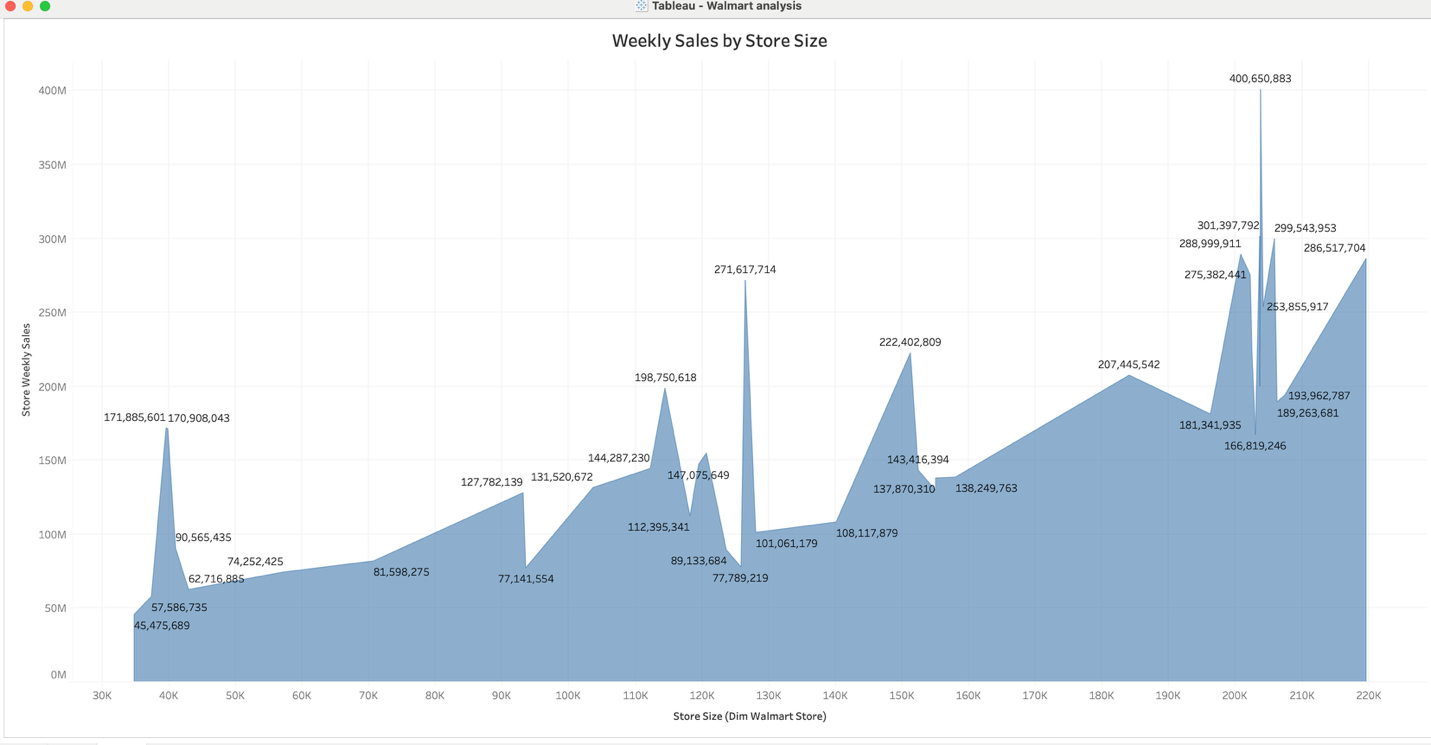 Tableau - Walmart analysis
Weekly Sales by Store Size
400,650,883
400M
350M
301,397,792
299,543,953
300M
288,999,911
286,517,704
275,382,441
271,617,714
253,855,917
250M
222,402,809
207,445,542
200M
198,750,618
193,962,787
189,263,681
171,885,601
170,908,043
181,341,935
166,819,246
150M
144,287,230
143,416,394
147,075,649
131,520,672
127,782,139
137,870,310
138,249,763
112,395,341
108,117,879
101,061,179
100M
90,565,435
89,133,684
74,252,425
81,598,275
77,141,554
77,789,219
62,716,885
57,586,735
50M
45,475,689
0M
Store Weekly Sales
30K 40K 50K 60K 70K 80K 90K 100K 110K 120K 130K 140K 150K 160K 170K 180K 190K 200K 210K 220K
Store Size (Dim Walmart Store)